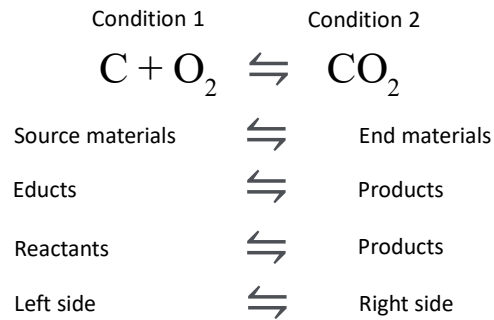 Condition 1 Condition 2
C + O₂ ⇋ CO₂
Source materials ⇋ End materials
Educts ⇋ Products
Reactants ⇋ Products
Left side ⇋ Right side